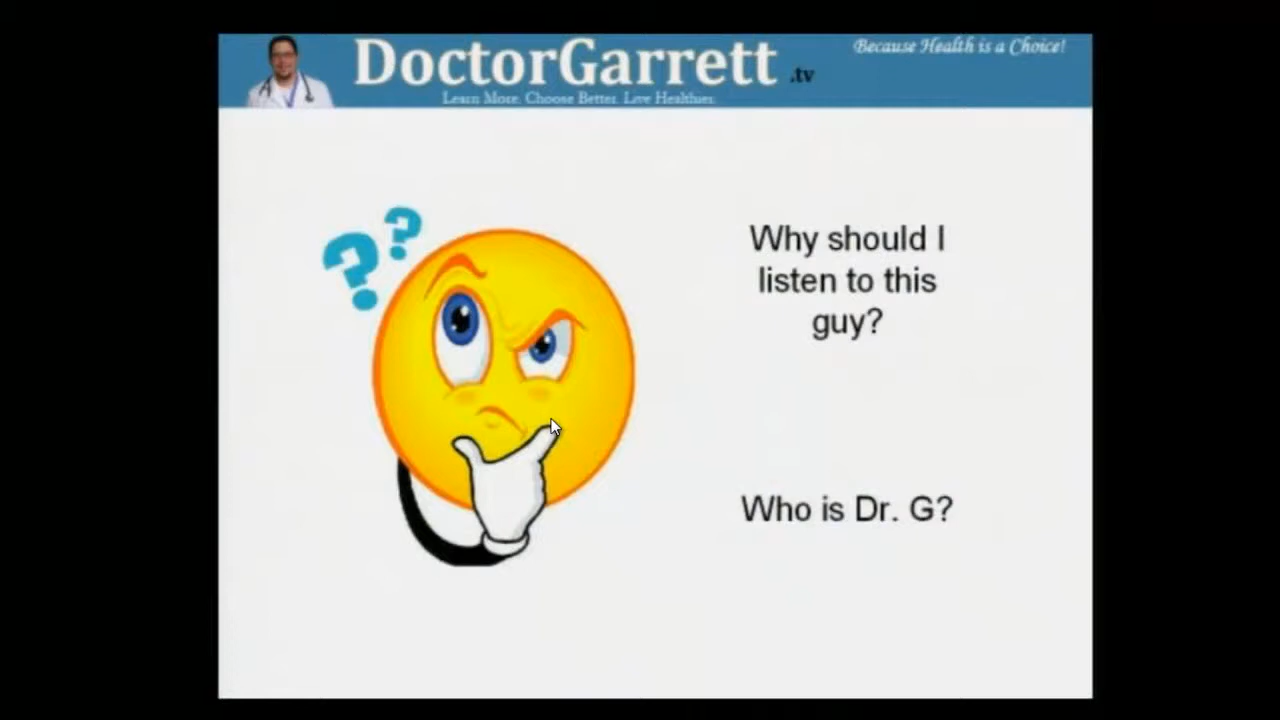 DoctorGarrett .tv
Because Health is a Choice!
Learn More. Choose Better. Live Healthier.
? ?
Why should I
listen to this
guy?
Who is Dr. G?